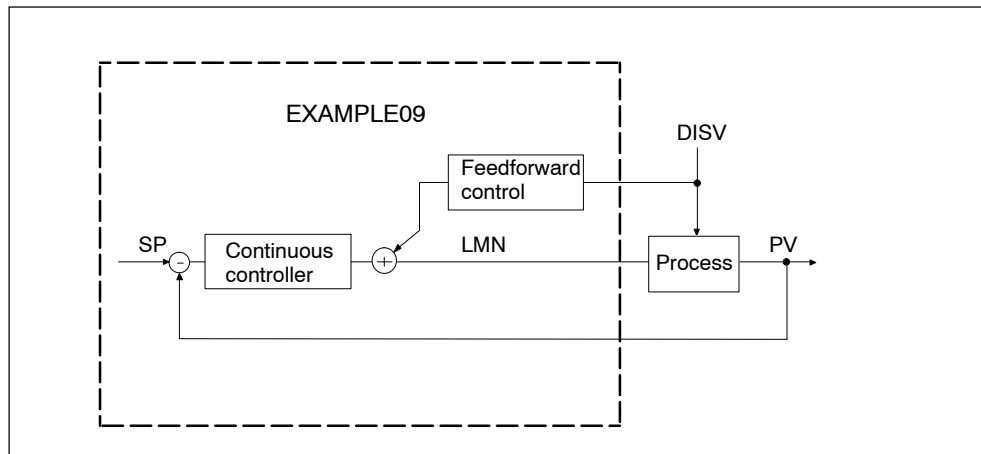 EXAMPLE09
DISV
Feedforward
control
SP
-
Continuous
controller
+
LMN
Process
PV